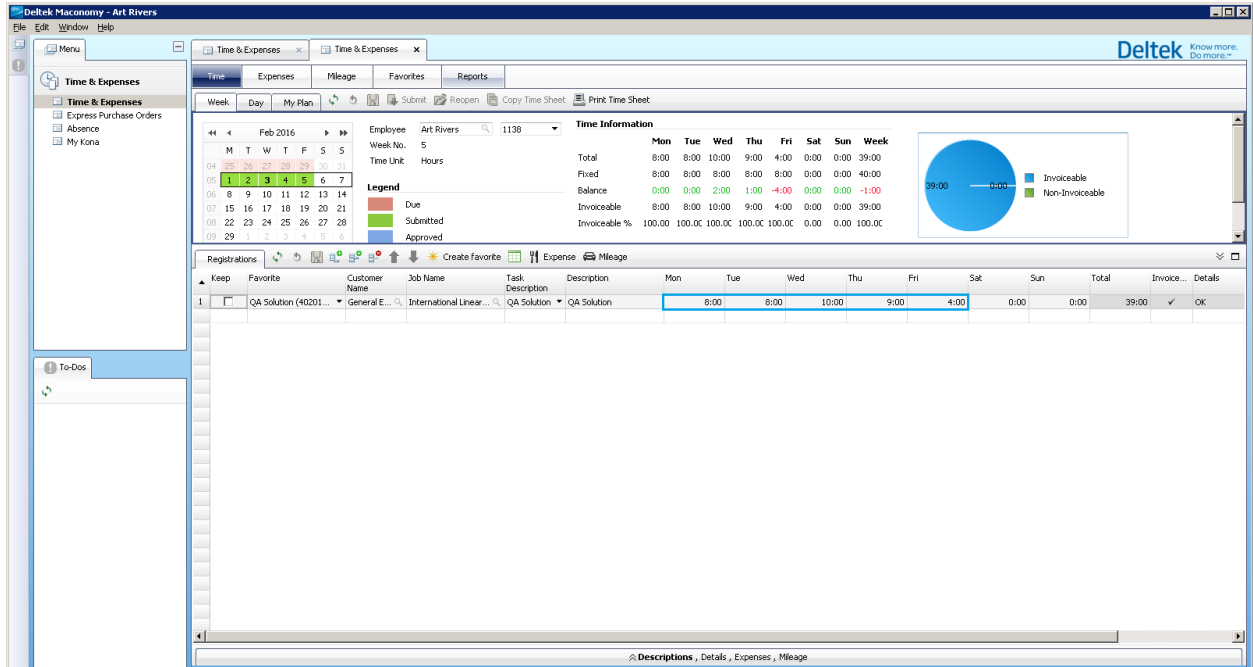 Deltek Maconomy - Art Rivers
File Edit Window Help
Menu
Time & Expenses
Time & Expenses
Express Purchase Orders
Absence
My Kona
To-Dos
Time & Expenses × Time & Expenses ×
Deltek Know more. Do more.™
Time Expenses Mileage Favorites Reports
Week Day My Plan Submit Reopen Copy Time Sheet Print Time Sheet
Feb 2016
M T W T F S S
04 25 26 27 28 29 30 31
05 1 2 3 4 5 6 7
06 8 9 10 11 12 13 14
07 15 16 17 18 19 20 21
08 22 23 24 25 26 27 28
09 29 1 2 3 4 5 6
Employee Art Rivers 1138
Week No. 5
Time Unit Hours
Legend
Due
Submitted
Approved
Time Information
Mon Tue Wed Thu Fri Sat Sun Week
Total 8:00 8:00 10:00 9:00 4:00 0:00 0:00 39:00
Fixed 8:00 8:00 8:00 8:00 8:00 0:00 0:00 40:00
Balance 0:00 0:00 2:00 1:00 -4:00 0:00 0:00 -1:00
Invoiceable 8:00 8:00 10:00 9:00 4:00 0:00 0:00 39:00
Invoiceable % 100.00 100.0C 100.0C 100.0C 100.0C 0.00 0.00 100.0C
39:00 0:00
Invoiceable
Non-Invoiceable
Registrations Create favorite Expense Mileage
Keep Favorite Customer Name Job Name Task Description Description Mon Tue Wed Thu Fri Sat Sun Total Invoice... Details
1 QA Solution (40201... General E... International Linear... QA Solution QA Solution 8:00 8:00 10:00 9:00 4:00 0:00 0:00 39:00 ✓ OK
Descriptions , Details , Expenses , Mileage